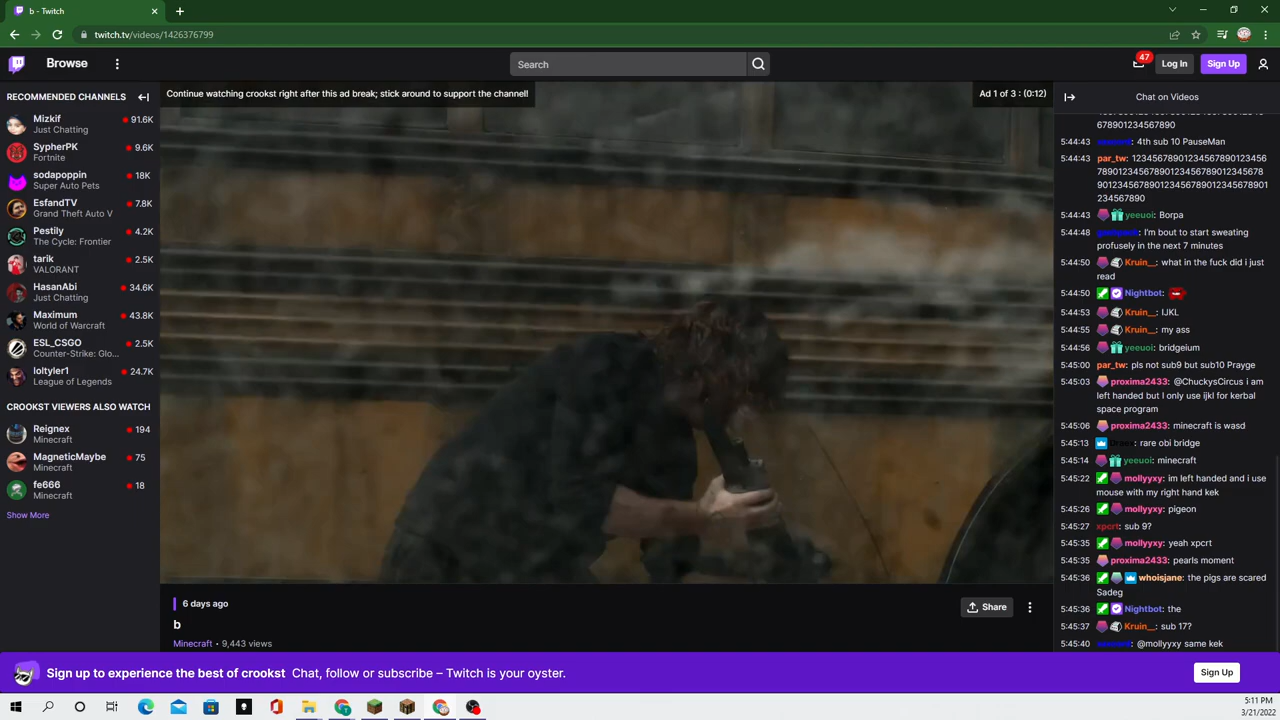 b - Twitch
twitch.tv/videos/1426376799
Browse
Search
47
Log In
Sign Up
RECOMMENDED CHANNELS
Mizkif
91.6K
Just Chatting
SypherPK
9.6K
Fortnite
sodapoppin
18K
Super Auto Pets
EsfandTV
7.8K
Grand Theft Auto V
Pestily
4.2K
The Cycle: Frontier
tarik
2.5K
VALORANT
HasanAbi
34.6K
Just Chatting
Maximum
43.8K
World of Warcraft
ESL_CSGO
2.5K
Counter-Strike: Glo...
loltyler1
24.7K
League of Legends
CROOKST VIEWERS ALSO WATCH
Reignex
194
Minecraft
MagneticMaybe
75
Minecraft
fe666
18
Minecraft
Show More
Continue watching crookst right after this ad break; stick around to support the channel!
Ad 1 of 3 : (0:12)
6 days ago
b
Minecraft • 9,443 views
Share
Chat on Videos
678901234567890
5:44:43 4th sub 10 PauseMan
5:44:43 par_tw: 12345678901234567890123456
78901234567890123456789012345678
90123456789012345678901234567 8901
234567890
5:44:43 yeeuoi: Borpa
5:44:48 I'm bout to start sweating
profusely in the next 7 minutes
5:44:50 Kruin__: what in the fuck did i just
read
5:44:50 Nightbot:
5:44:53 Kruin__: IJKL
5:44:55 Kruin__: my ass
5:44:56 yeeuoi: bridgeium
5:45:00 par_tw: pls not sub9 but sub10 Prayge
5:45:03 proxima2433: @ChuckysCircus i am
left handed but I only use ijkl for kerbal
space program
5:45:06 proxima2433: minecraft is wasd
5:45:13 rare obi bridge
5:45:14 yeeuoi: minecraft
5:45:22 mollyyxy: im left handed and i use
mouse with my right hand kek
5:45:26 mollyyxy: pigeon
5:45:27 xpcrt: sub 9?
5:45:35 mollyyxy: yeah xpcrt
5:45:35 proxima2433: pearls moment
5:45:36 whoisjane: the pigs are scared
Sadeg
5:45:36 Nightbot: the
5:45:37 Kruin__: sub 17?
5:45:40 @mollyyxy same kek
Sign up to experience the best of crookst Chat, follow or subscribe – Twitch is your oyster.
Sign Up
5:11 PM
3/21/2022